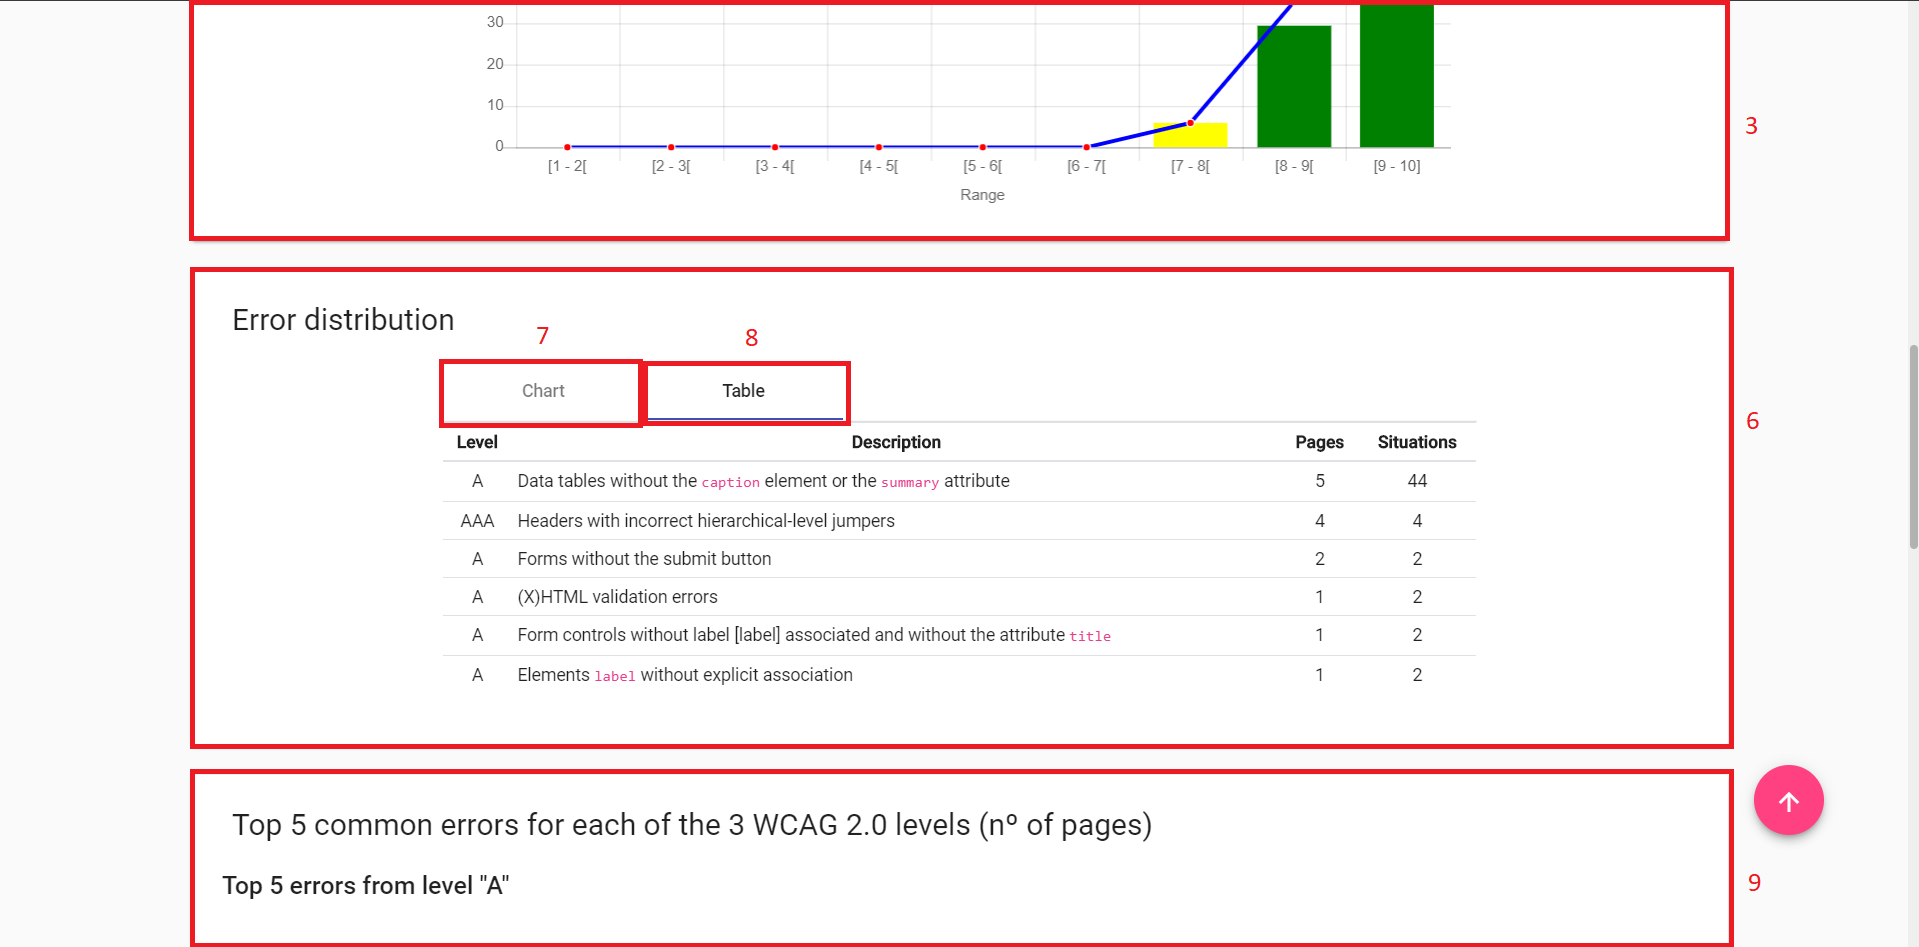 30
20
10
0
[1 - 2[ [2 - 3[ [3 - 4[ [4 - 5[ [5 - 6[ [6 - 7[ [7 - 8[ [8 - 9[ [9 - 10]
Range
3
Error distribution
7 8
Chart Table
6
Level Description Pages Situations
A Data tables without the caption element or the summary attribute 5 44
AAA Headers with incorrect hierarchical-level jumpers 4 4
A Forms without the submit button 2 2
A (X)HTML validation errors 1 2
A Form controls without label [label] associated and without the attribute title 1 2
A Elements label without explicit association 1 2
Top 5 common errors for each of the 3 WCAG 2.0 levels (nº of pages)
Top 5 errors from level "A"
9